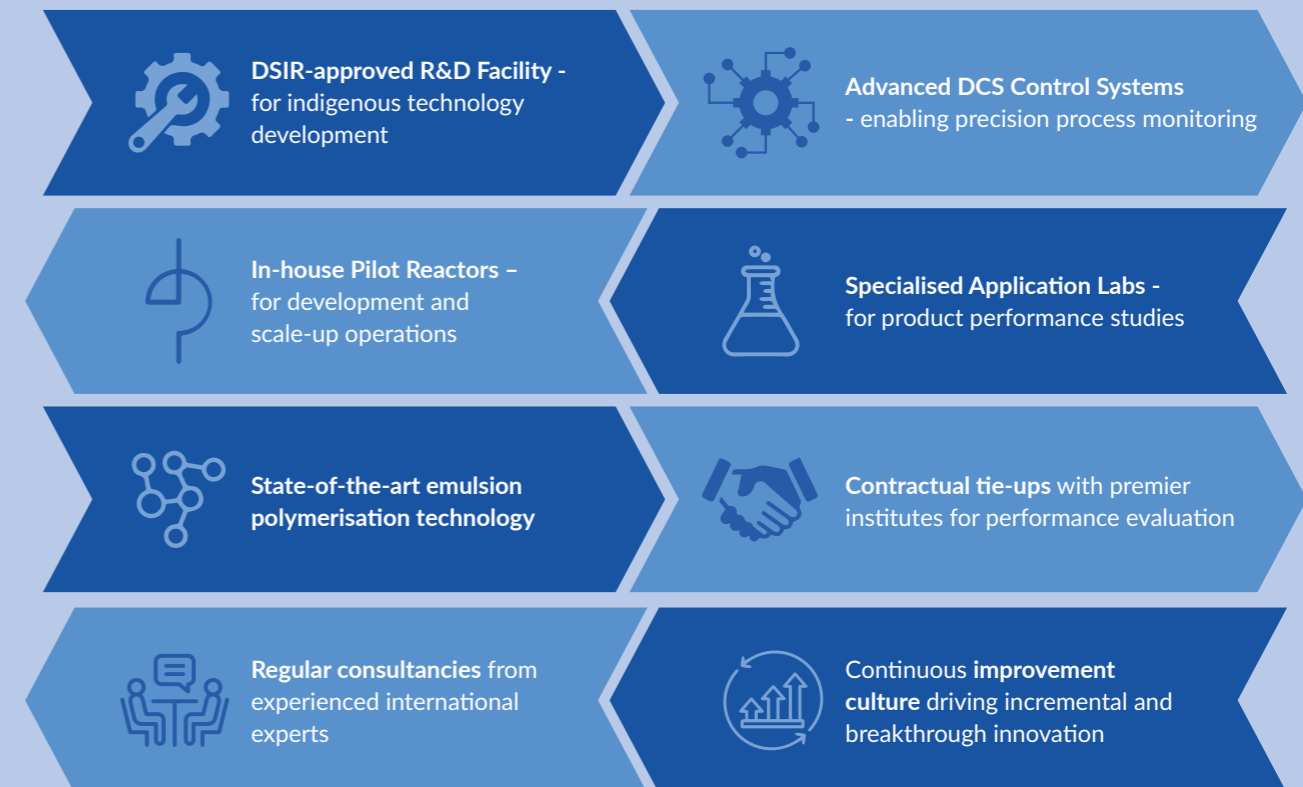 DSIR-approved R&D Facility -
for indigenous technology
development
Advanced DCS Control Systems
- enabling precision process monitoring
In-house Pilot Reactors –
for development and
scale-up operations
Specialised Application Labs -
for product performance studies
State-of-the-art emulsion
polymerisation technology
Contractual tie-ups with premier
institutes for performance evaluation
Regular consultancies from
experienced international
experts
Continuous improvement
culture driving incremental and
breakthrough innovation